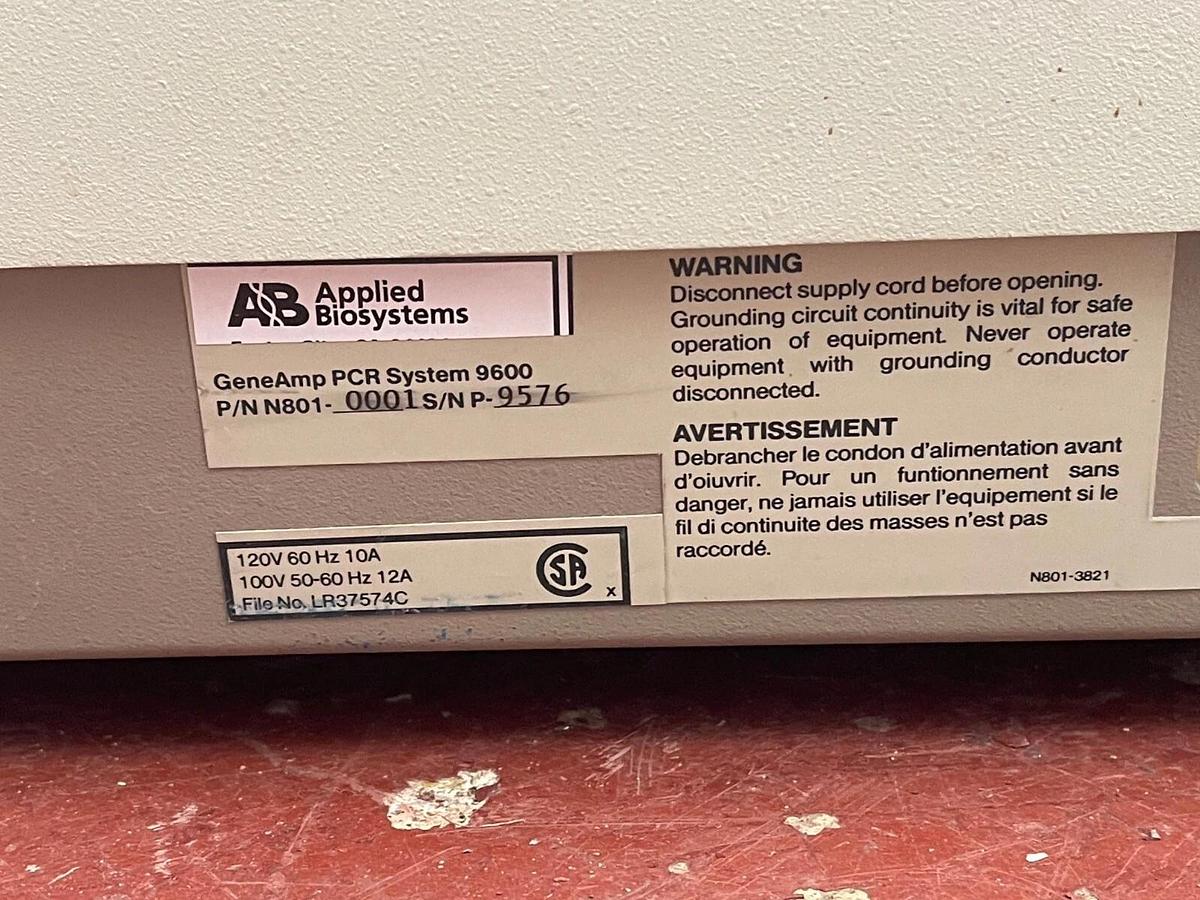 A&B Applied
Biosystems
GeneAmp PCR System 9600
P/N N801-0001 S/N P-9576
120V 60 Hz 10A
100V 50-60 Hz 12A
File No. LR37574C
CSA
x
WARNING
Disconnect supply cord before opening.
Grounding circuit continuity is vital for safe
operation of equipment. Never operate
equipment with grounding conductor
disconnected.
AVERTISSEMENT
Debrancher le condon d'alimentation avant
d'oiuvrir. Pour un funtionnement sans
danger, ne jamais utiliser l'equipement si le
fil di continuite des masses n'est pas
raccordé.
N801-3821